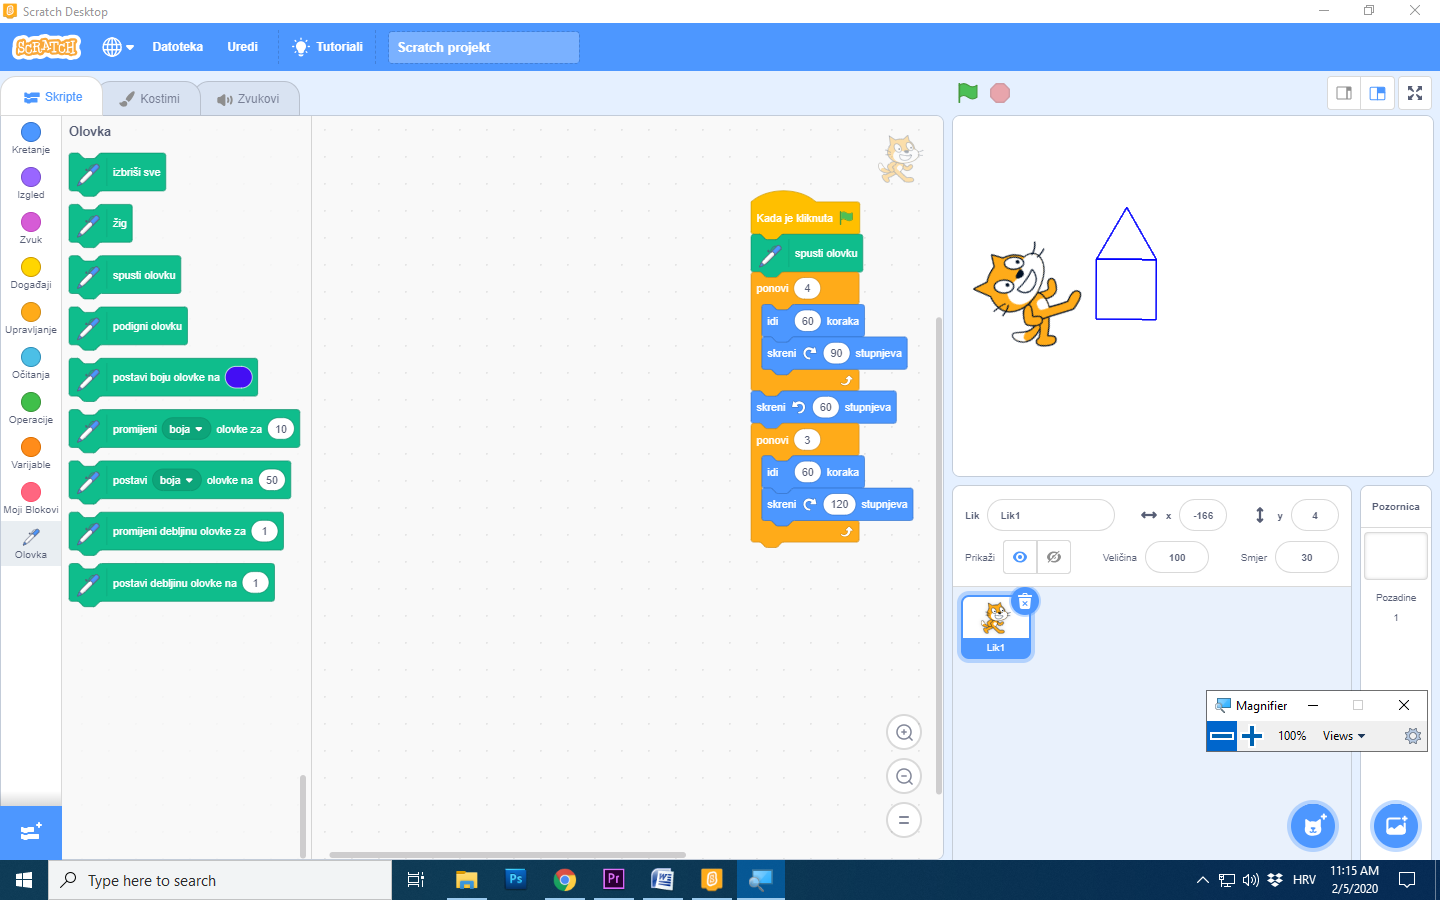 Scratch Desktop
SCRATCH
Datoteka
Uredi
Tutoriali
Scratch projekt
Skripte
Kostimi
Zvukovi
Kretanje
Izgled
Zvuk
Događaji
Upravljanje
Očitanja
Operacije
Varijable
Moji Blokovi
Olovka
Olovka
izbriši sve
žig
spusti olovku
podigni olovku
postavi boju olovke na
promijeni boja olovke za 10
postavi boja olovke na 50
promijeni debljinu olovke za 1
postavi debljinu olovke na 1
Kada je kliknuta
spusti olovku
ponovi 4
idi 60 koraka
skreni 90 stupnjeva
skreni 60 stupnjeva
ponovi 3
idi 60 koraka
skreni 120 stupnjeva
Lik Lik1 x -166 y 4
Prikaži Veličina 100 Smjer 30
Lik1
Pozornica
Pozadine
1
Magnifier
100% Views
Type here to search
Ps
Pr
W
HRV
11:15 AM
2/5/2020